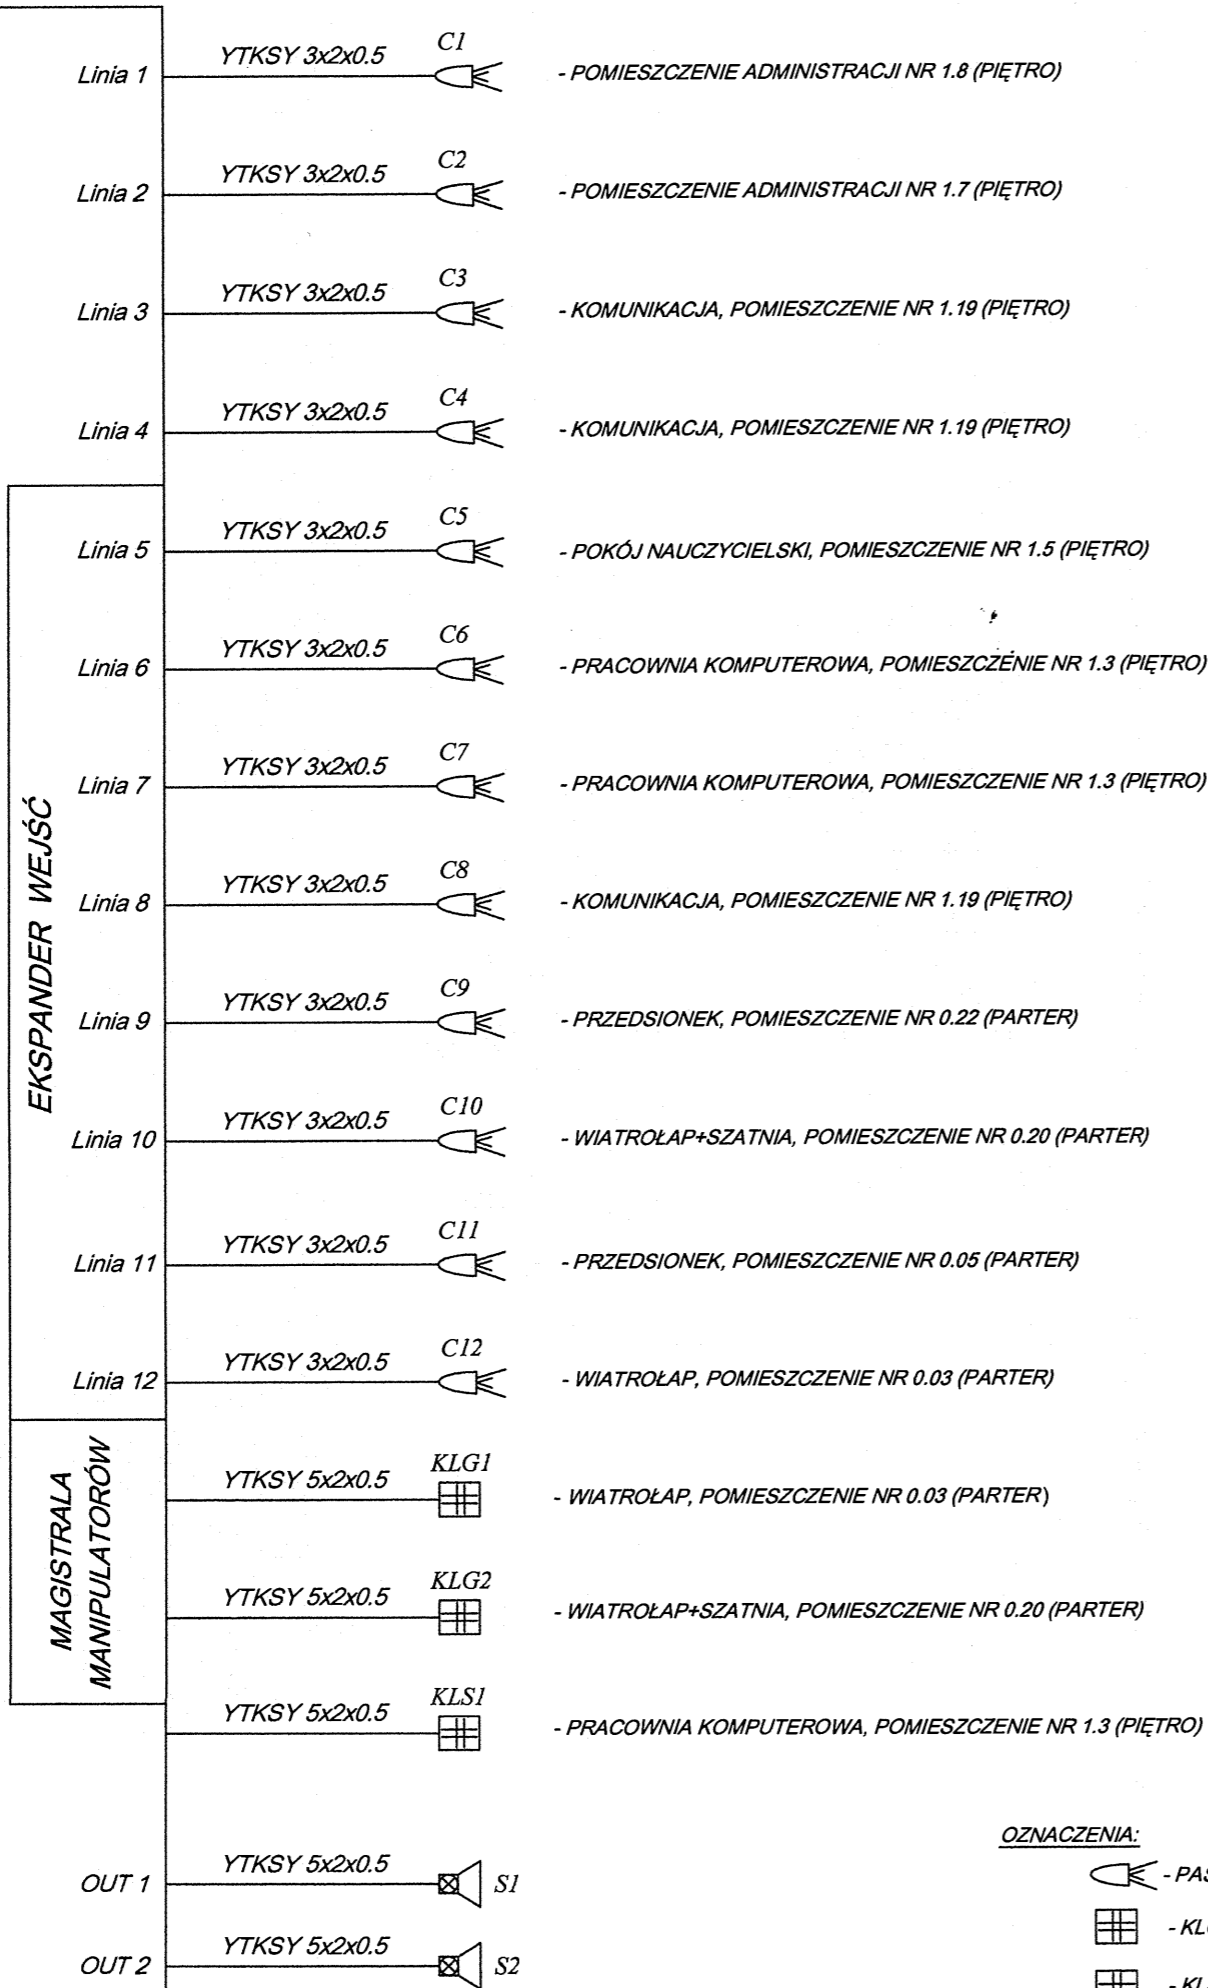 Linia 1 YTKSY 3x2x0.5 C1 - POMIESZCZENIE ADMINISTRACJI NR 1.8 (PIĘTRO)
Linia 2 YTKSY 3x2x0.5 C2 - POMIESZCZENIE ADMINISTRACJI NR 1.7 (PIĘTRO)
Linia 3 YTKSY 3x2x0.5 C3 - KOMUNIKACJA, POMIESZCZENIE NR 1.19 (PIĘTRO)
Linia 4 YTKSY 3x2x0.5 C4 - KOMUNIKACJA, POMIESZCZENIE NR 1.19 (PIĘTRO)
EKSPANDER WEJŚĆ
Linia 5 YTKSY 3x2x0.5 C5 - POKÓJ NAUCZYCIELSKI, POMIESZCZENIE NR 1.5 (PIĘTRO)
Linia 6 YTKSY 3x2x0.5 C6 - PRACOWNIA KOMPUTEROWA, POMIESZCZENIE NR 1.3 (PIĘTRO)
Linia 7 YTKSY 3x2x0.5 C7 - PRACOWNIA KOMPUTEROWA, POMIESZCZENIE NR 1.3 (PIĘTRO)
Linia 8 YTKSY 3x2x0.5 C8 - KOMUNIKACJA, POMIESZCZENIE NR 1.19 (PIĘTRO)
Linia 9 YTKSY 3x2x0.5 C9 - PRZEDSIONEK, POMIESZCZENIE NR 0.22 (PARTER)
Linia 10 YTKSY 3x2x0.5 C10 - WIATROŁAP+SZATNIA, POMIESZCZENIE NR 0.20 (PARTER)
Linia 11 YTKSY 3x2x0.5 C11 - PRZEDSIONEK, POMIESZCZENIE NR 0.05 (PARTER)
Linia 12 YTKSY 3x2x0.5 C12 - WIATROŁAP, POMIESZCZENIE NR 0.03 (PARTER)
MAGISTRALA
MANIPULATORÓW
YTKSY 5x2x0.5 KLG1 - WIATROŁAP, POMIESZCZENIE NR 0.03 (PARTER)
YTKSY 5x2x0.5 KLG2 - WIATROŁAP+SZATNIA, POMIESZCZENIE NR 0.20 (PARTER)
YTKSY 5x2x0.5 KLS1 - PRACOWNIA KOMPUTEROWA, POMIESZCZENIE NR 1.3 (PIĘTRO)
OUT 1 YTKSY 5x2x0.5 S1
OUT 2 YTKSY 5x2x0.5 S2
OZNACZENIA: